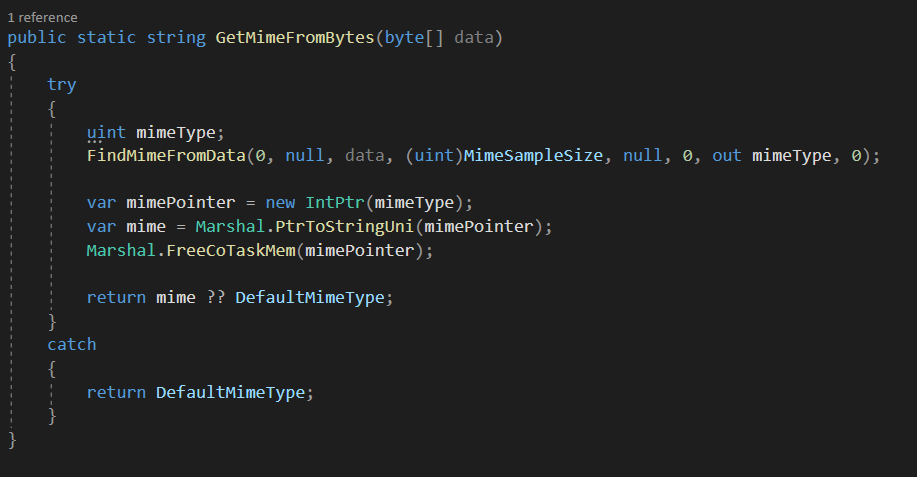 1 reference
public static string GetMimeFromBytes(byte[] data)
{
try
{
uint mimeType;
FindMimeFromData(0, null, data, (uint)MimeSampleSize, null, 0, out mimeType, 0);
var mimePointer = new IntPtr(mimeType);
var mime = Marshal.PtrToStringUni(mimePointer);
Marshal.FreeCoTaskMem(mimePointer);
return mime ?? DefaultMimeType;
}
catch
{
return DefaultMimeType;
}
}